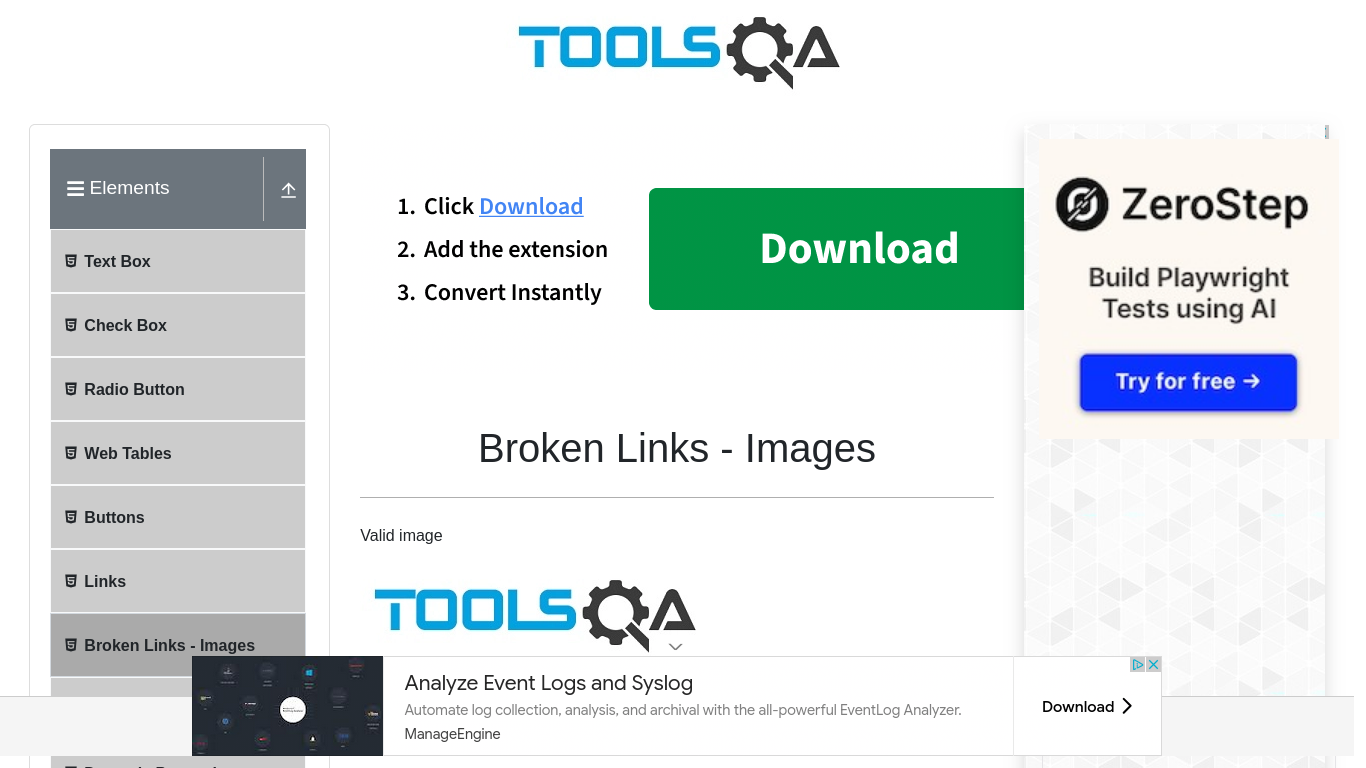 TOOLSQA
Elements
Text Box
Check Box
Radio Button
Web Tables
Buttons
Links
Broken Links - Images
1. Click Download
2. Add the extension
3. Convert Instantly
Download
Broken Links - Images
Valid image
TOOLSQA
ZeroStep
Build Playwright
Tests using AI
Try for free →
Analyze Event Logs and Syslog
Automate log collection, analysis, and archival with the all-powerful EventLog Analyzer.
ManageEngine
Download